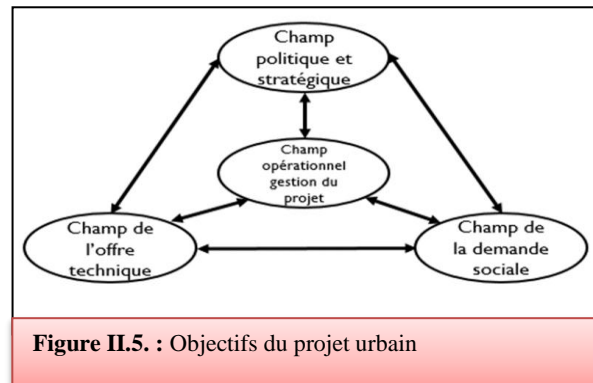 Champ
politique et
stratégique
Champ
opérationnel
gestion du
projet
Champ de
l'offre
technique
Champ de
la demande
sociale
Figure II.5. : Objectifs du projet urbain